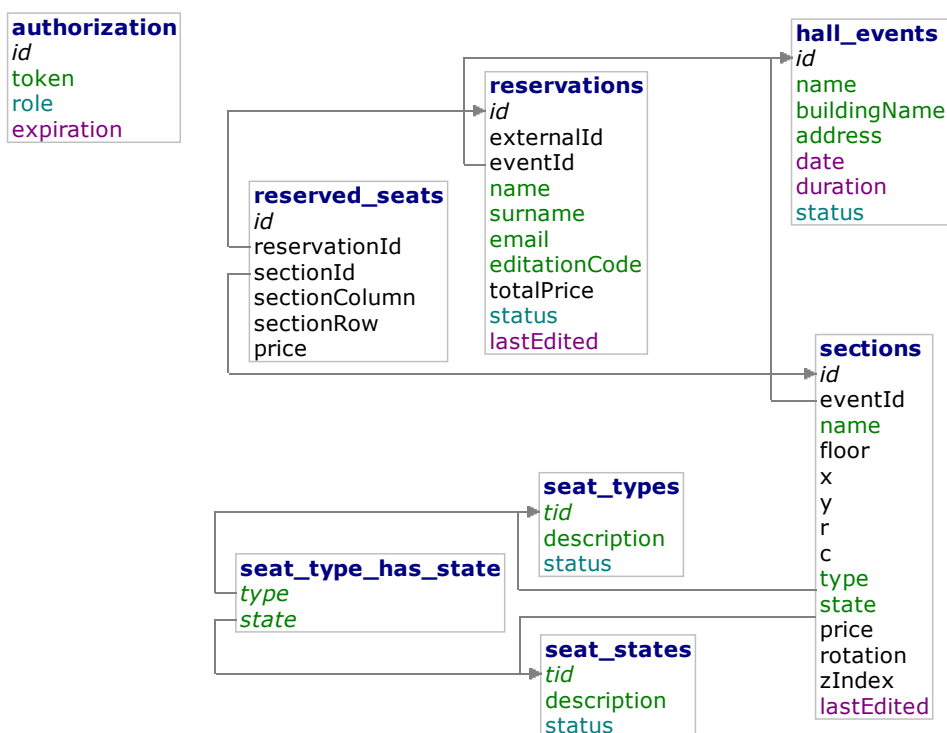 authorization
id
token
role
expiration
hall_events
id
name
buildingName
address
date
duration
status
reservations
id
externalId
eventId
name
surname
email
editationCode
totalPrice
status
lastEdited
reserved_seats
id
reservationId
sectionId
sectionColumn
sectionRow
price
sections
id
eventId
name
floor
x
y
r
c
type
state
price
rotation
zIndex
lastEdited
seat_types
tid
description
status
seat_type_has_state
type
state
seat_states
tid
description
status